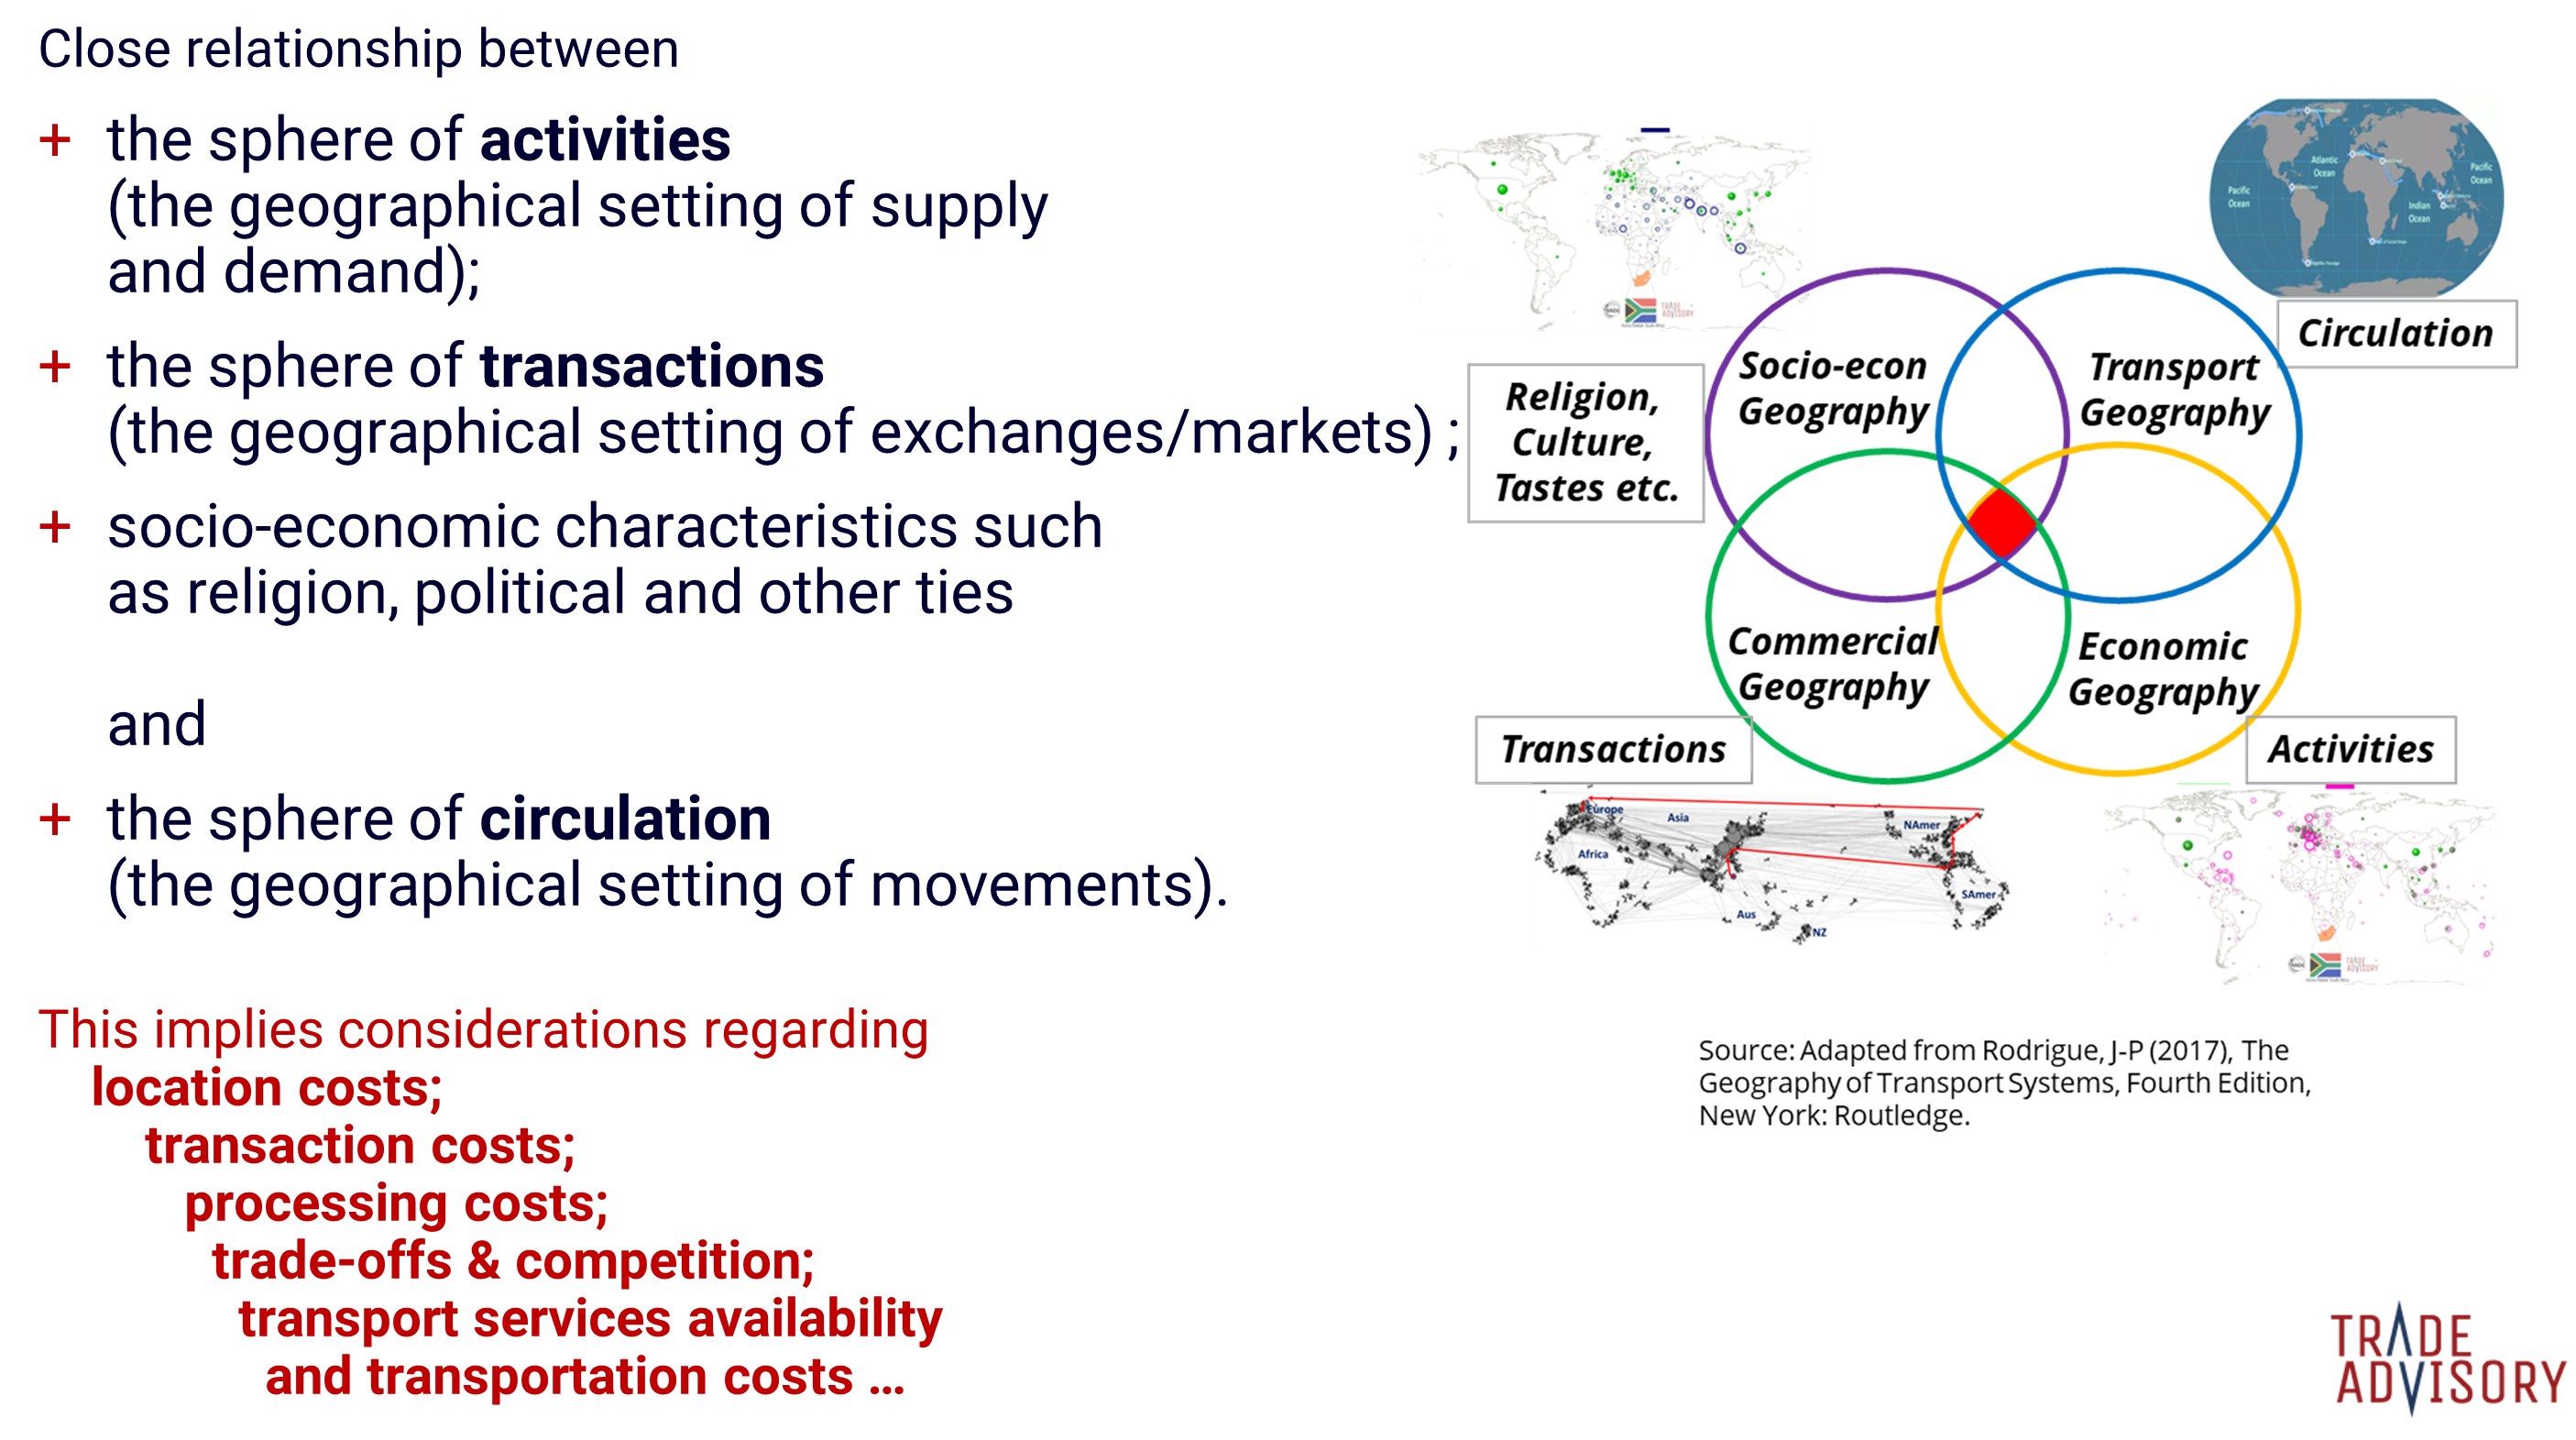 Close relationship between
+ the sphere of activities
(the geographical setting of supply
and demand);
+ the sphere of transactions
(the geographical setting of exchanges/markets) ;
+ socio-economic characteristics such
as religion, political and other ties
and
+ the sphere of circulation
(the geographical setting of movements).
This implies considerations regarding
location costs;
transaction costs;
processing costs;
trade-offs & competition;
transport services availability
and transportation costs ...
Atlantic
Ocean
Pacific
Ocean
Pacific
Ocean
Indian
Ocean
Circulation
Socio-econ
Geography
Transport
Geography
Religion,
Culture,
Tastes etc.
Commercial
Geography
Economic
Geography
Transactions
Activities
Europe
Asia
NAmer
Africa
SAmer
Aus
NZ
TRADE
ADVISORY
TRADE
ADVISORY
Source: Adapted from Rodrigue, J-P (2017), The
Geography of Transport Systems, Fourth Edition,
New York: Routledge.
TRADE
ADVISORY